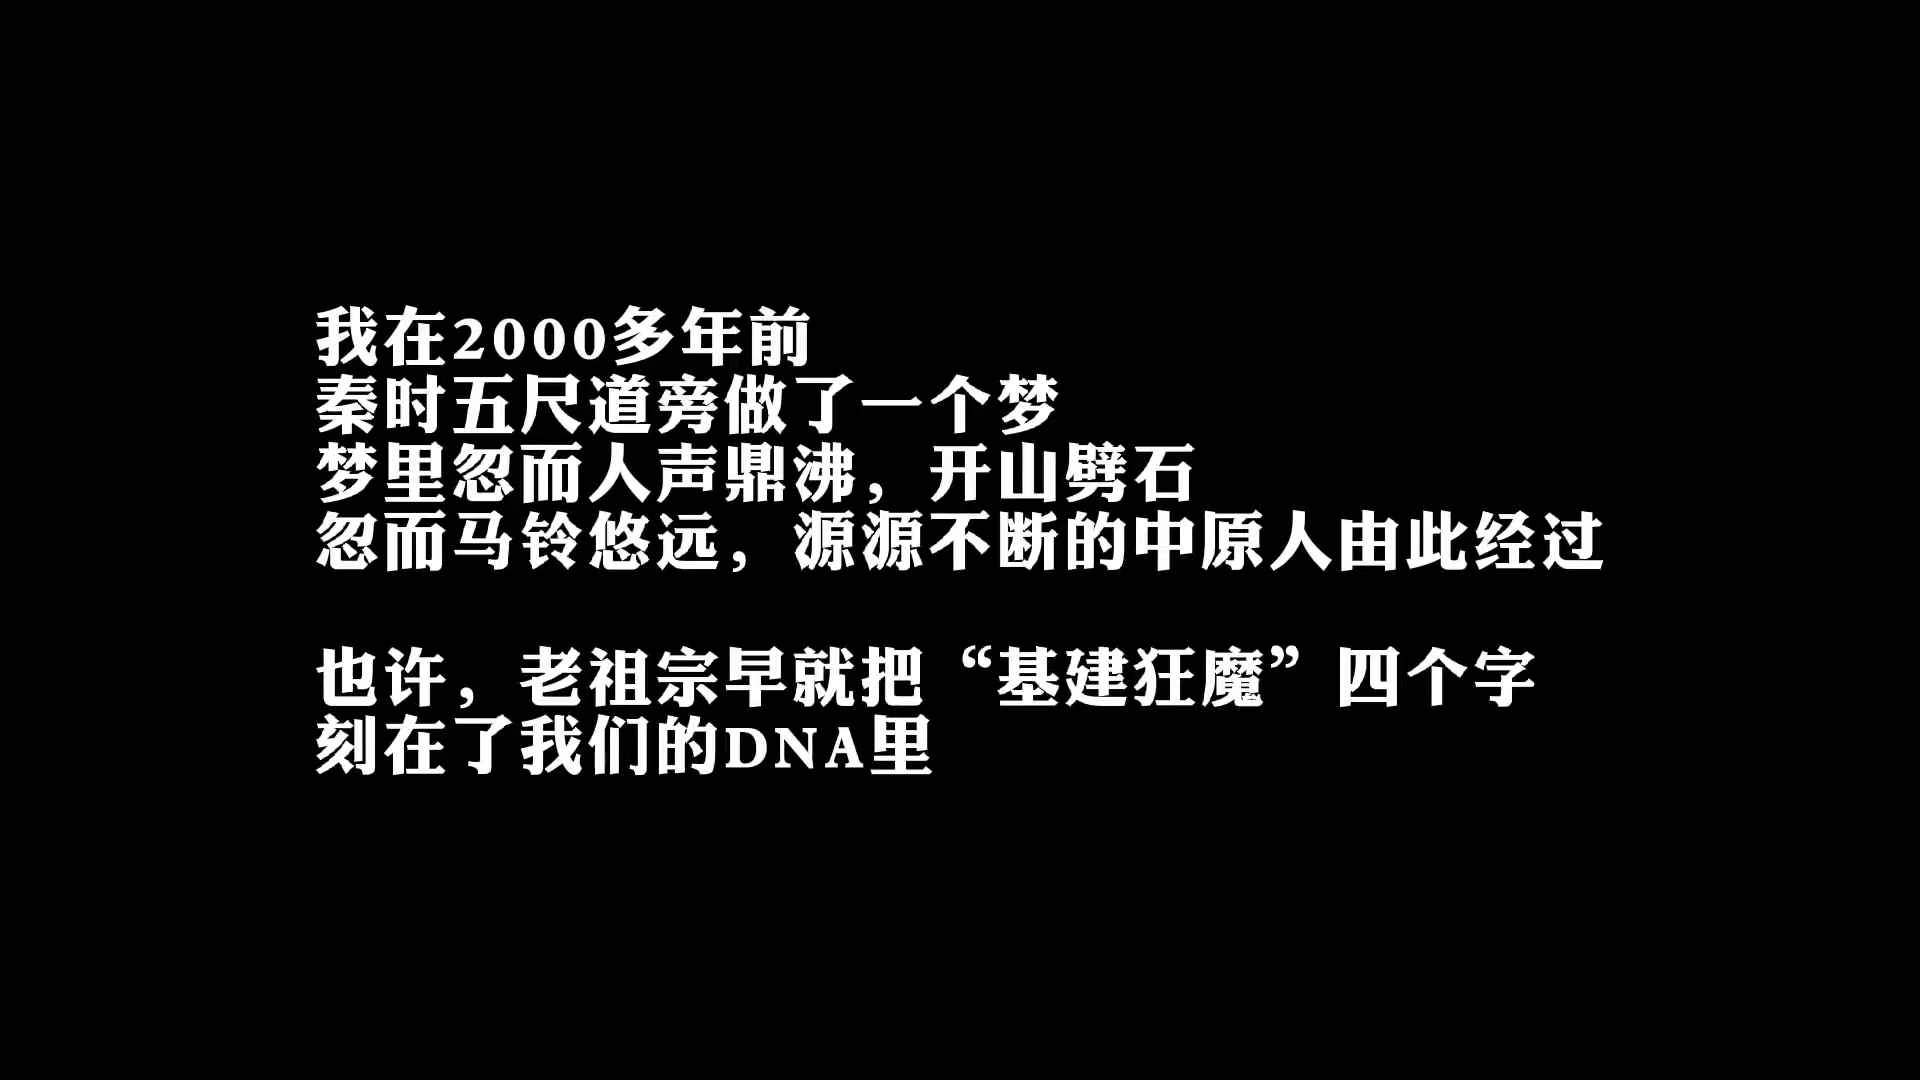 我在2000多年前
秦时五尺道旁做了一个梦
梦里忽而人声鼎沸，开山劈石
忽而马铃悠远，源源不断的中原人由此经过
也许，老祖宗早就把“基建狂魔”四个字
刻在了我们的DNA里